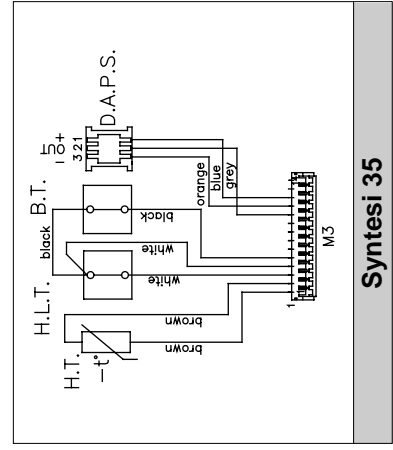 D.A.P.S.
⎍ O +
− 
3 2 1
B.T.
H.L.T.
H.T.
-t°
black
black
white
white
orange
blue
grey
brown
brown
1
M3
Syntesi 35